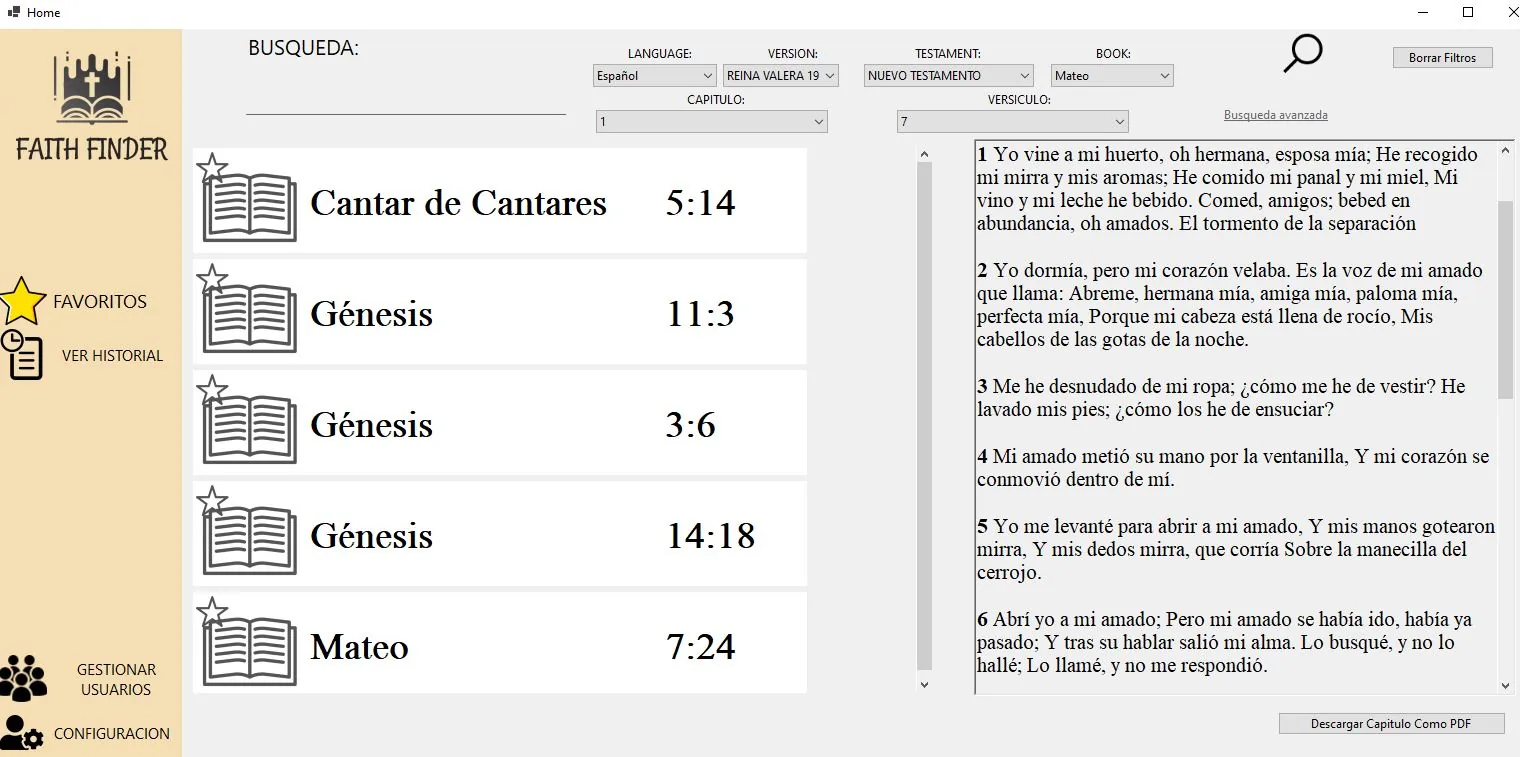 Home
FAITH FINDER
FAVORITOS
VER HISTORIAL
GESTIONAR
USUARIOS
CONFIGURACION
BUSQUEDA:
LANGUAGE:
VERSION:
TESTAMENT:
BOOK:
Español
REINA VALERA 19
NUEVO TESTAMENTO
Mateo
Borrar Filtros
CAPITULO:
VERSICULO:
1
7
Busqueda avanzada
Cantar de Cantares 5:14
Génesis 11:3
Génesis 3:6
Génesis 14:18
Mateo 7:24
1 Yo vine a mi huerto, oh hermana, esposa mía; He recogido
mi mirra y mis aromas; He comido mi panal y mi miel, Mi
vino y mi leche he bebido. Comed, amigos; bebed en
abundancia, oh amados. El tormento de la separación
2 Yo dormía, pero mi corazón velaba. Es la voz de mi amado
que llama: Abreme, hermana mía, amiga mía, paloma mía,
perfecta mía, Porque mi cabeza está llena de rocío, Mis
cabellos de las gotas de la noche.
3 Me he desnudado de mi ropa; ¿cómo me he de vestir? He
lavado mis pies; ¿cómo los he de ensuciar?
4 Mi amado metió su mano por la ventanilla, Y mi corazón se
conmovió dentro de mí.
5 Yo me levanté para abrir a mi amado, Y mis manos gotearon
mirra, Y mis dedos mirra, que corría Sobre la manecilla del
cerrojo.
6 Abrí yo a mi amado; Pero mi amado se había ido, había ya
pasado; Y tras su hablar salió mi alma. Lo busqué, y no lo
hallé; Lo llamé, y no me respondió.
Descargar Capitulo Como PDF